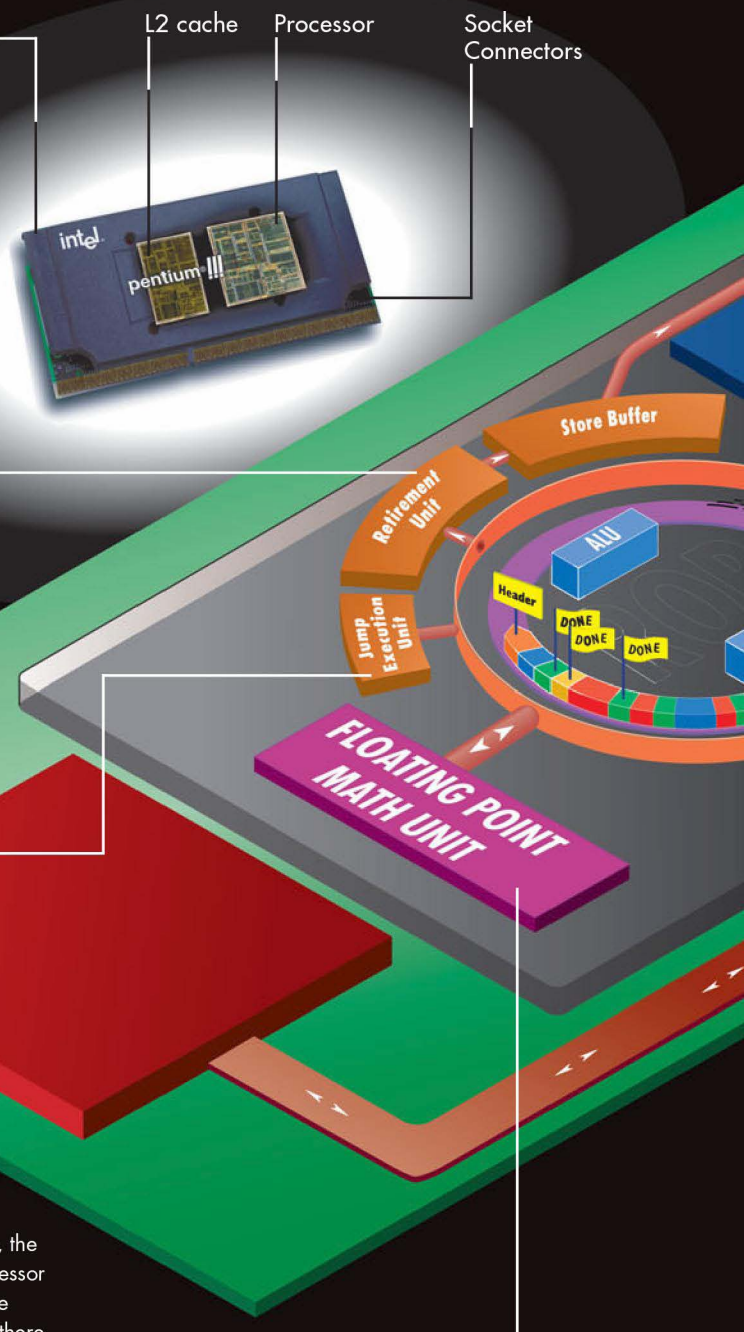 L2 cache
Processor
Socket
Connectors
intel
pentium® III
Store Buffer
Retirement
Unit
ALU
Header
Jump
Execution
Unit
DONE
DONE
DONE
FLOATING POINT
MATH UNIT
, the
essor
e
there